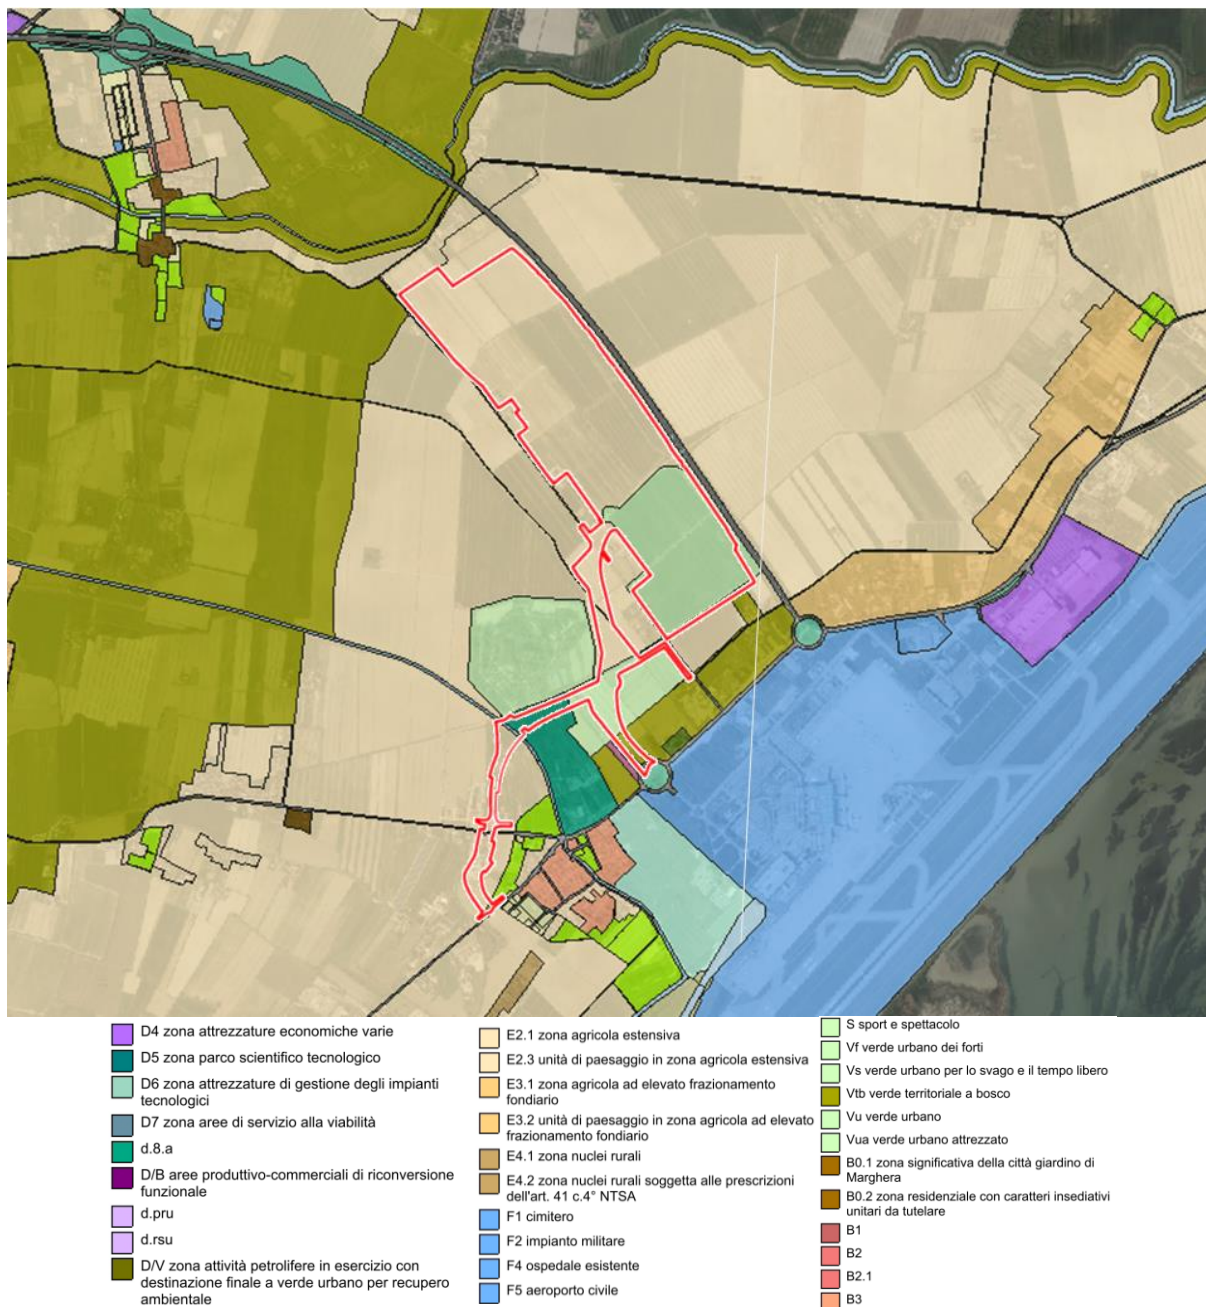 D4 zona attrezzature economiche varie
D5 zona parco scientifico tecnologico
D6 zona attrezzature di gestione degli impianti
tecnologici
D7 zona aree di servizio alla viabilità
d.8.a
D/B aree produttivo-commerciali di riconversione
funzionale
d.pru
d.rsu
D/V zona attività petrolifere in esercizio con
destinazione finale a verde urbano per recupero
ambientale
E2.1 zona agricola estensiva
E2.3 unità di paesaggio in zona agricola estensiva
E3.1 zona agricola ad elevato frazionamento
fondiario
E3.2 unità di paesaggio in zona agricola ad elevato
frazionamento fondiario
E4.1 zona nuclei rurali
E4.2 zona nuclei rurali soggetta alle prescrizioni
dell'art. 41 c.4° NTSA
F1 cimitero
F2 impianto militare
F4 ospedale esistente
F5 aeroporto civile
S sport e spettacolo
Vf verde urbano dei forti
Vs verde urbano per lo svago e il tempo libero
Vtb verde territoriale a bosco
Vu verde urbano
Vua verde urbano attrezzato
B0.1 zona significativa della città giardino di
Marghera
B0.2 zona residenziale con caratteri insediativi
unitari da tutelare
B1
B2
B2.1
B3